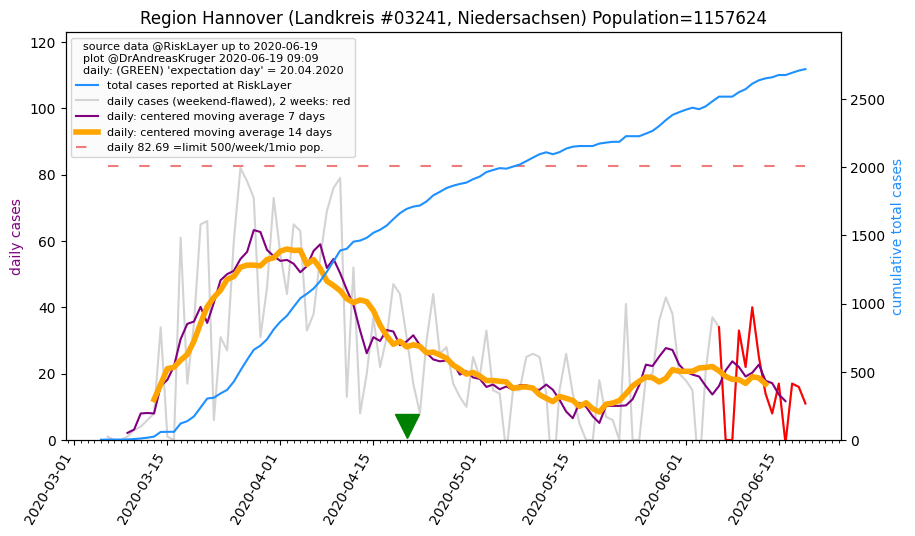 Region Hannover (Landkreis #03241, Niedersachsen) Population=1157624
source data @RiskLayer up to 2020-06-19
plot @DrAndreasKruger 2020-06-19 09:09
daily: (GREEN) 'expectation day' = 20.04.2020
total cases reported at RiskLayer
daily cases (weekend-flawed), 2 weeks: red
daily: centered moving average 7 days
daily: centered moving average 14 days
daily 82.69 =limit 500/week/1mio pop.
daily cases
120
100
80
60
40
20
0
cumulative total cases
2500
2000
1500
1000
500
0
2020-03-01
2020-03-15
2020-04-01
2020-04-15
2020-05-01
2020-05-15
2020-06-01
2020-06-15